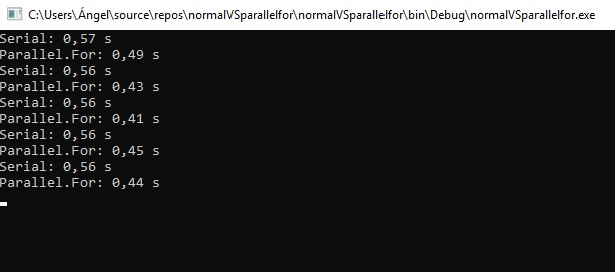 C:\Users\Ángel\source\repos\normalVSparallelfor\normalVSparallelfor\bin\Debug\normalVSparallelfor.exe
Serial: 0,57 s
Parallel.For: 0,49 s
Serial: 0,56 s
Parallel.For: 0,43 s
Serial: 0,56 s
Parallel.For: 0,41 s
Serial: 0,56 s
Parallel.For: 0,45 s
Serial: 0,56 s
Parallel.For: 0,44 s